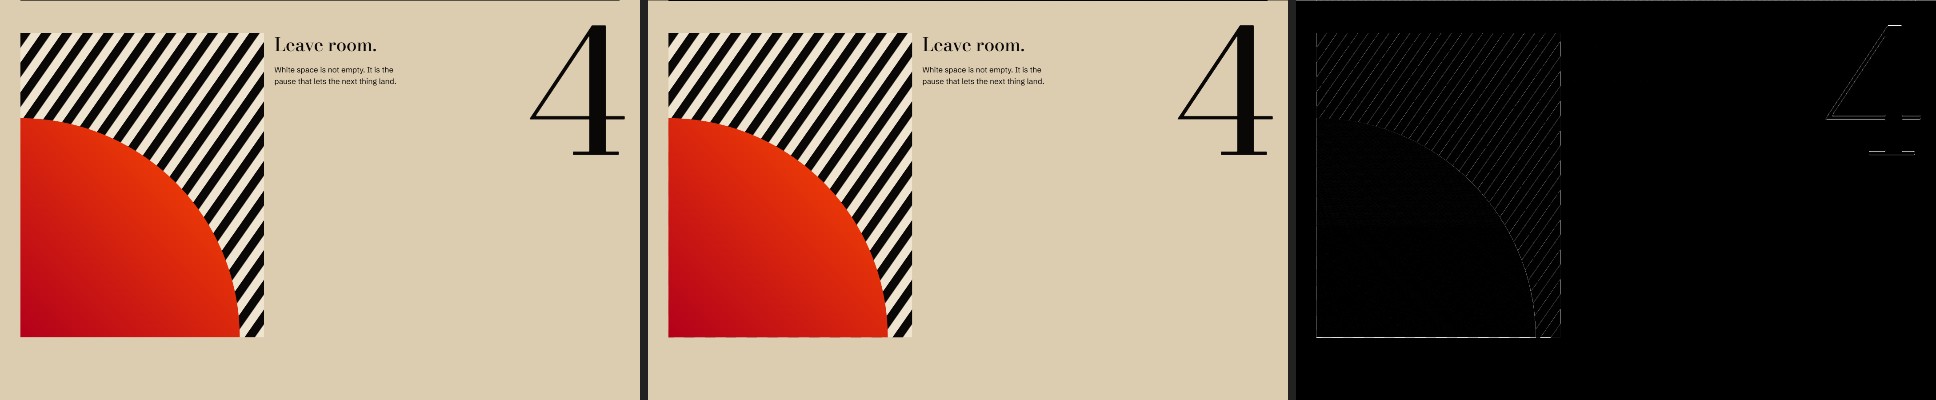 Leave room.
White space is not empty. It is the
pause that lets the next thing land.
4
Leave room.
White space is not empty. It is the
pause that lets the next thing land.
4
4